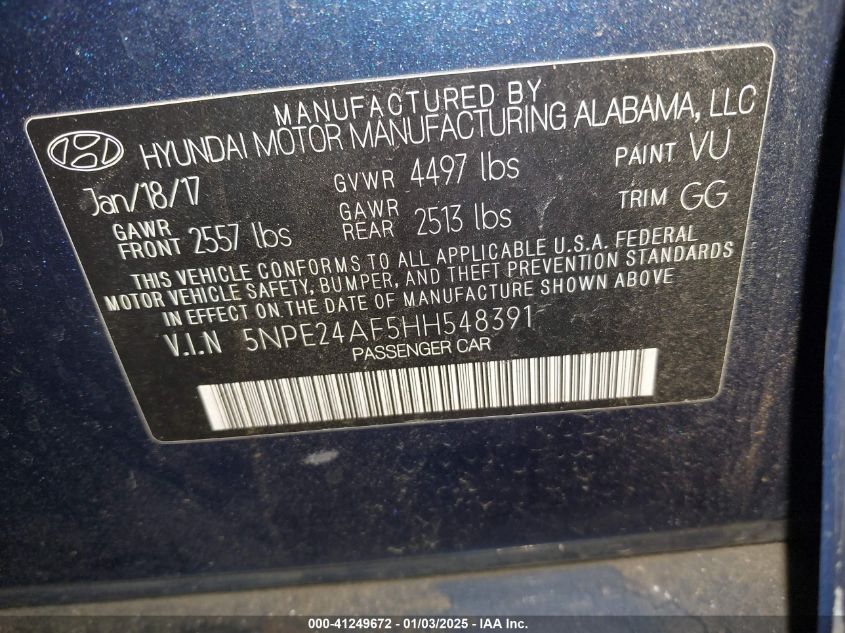 MANUFACTURED BY
HYUNDAI MOTOR MANUFACTURING ALABAMA, LLC
Jan/18/17 GVWR 4497 lbs PAINT VU
GAWR FRONT 2557 lbs GAWR REAR 2513 lbs TRIM GG
THIS VEHICLE CONFORMS TO ALL APPLICABLE U.S.A. FEDERAL
MOTOR VEHICLE SAFETY, BUMPER, AND THEFT PREVENTION STANDARDS
IN EFFECT ON THE DATE OF MANUFACTURE SHOWN ABOVE
V.I.N 5NPE24AF5HH548391
PASSENGER CAR
000-41249672 - 01/03/2025 - IAA Inc.